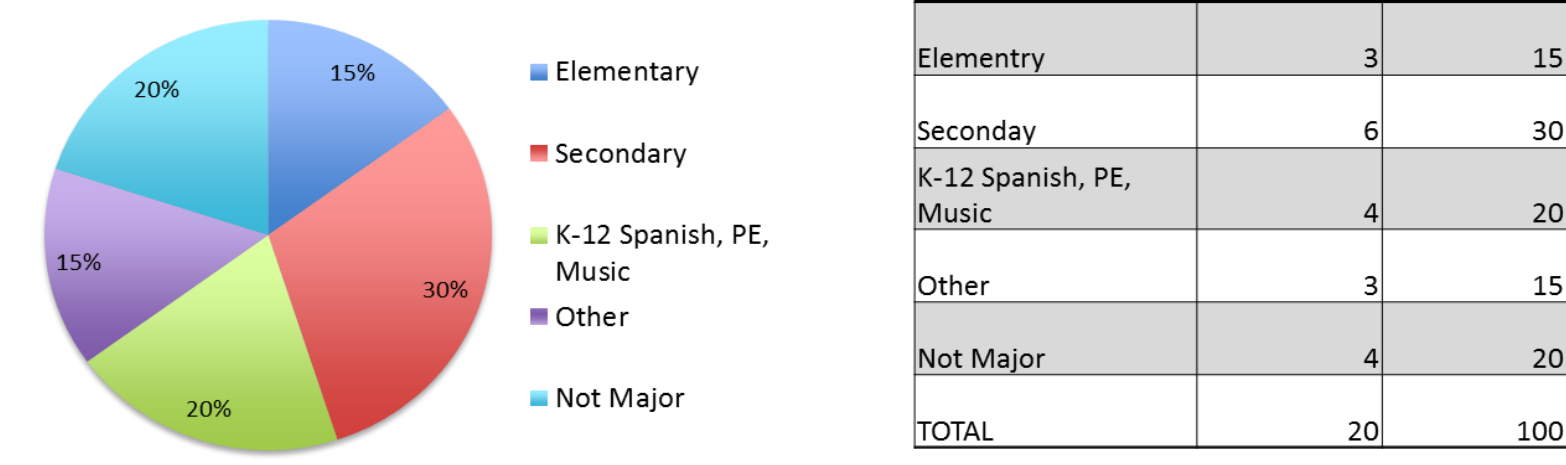 15%
30%
20%
15%
20%
Elementary
Secondary
K-12 Spanish, PE,
Music
Other
Not Major
Elementry 3 15
Seconday 6 30
K-12 Spanish, PE,
Music 4 20
Other 3 15
Not Major 4 20
TOTAL 20 100